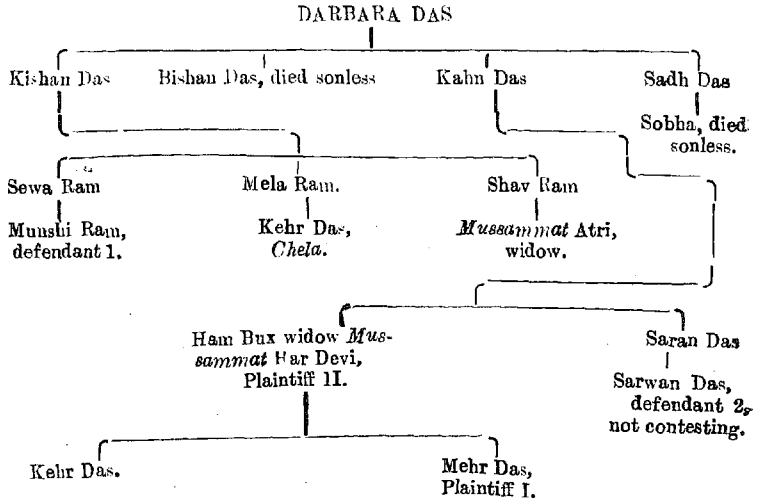 DARBARA DAS
Kishan Das Bishan Das, died sonless Kahn Das Sadh Das
Sobha, died
sonless.
Sewa Ram Mela Ram. Shav Ram
Munshi Ram, Kehr Das, Mussammat Atri,
defendant 1. Chela. widow.
Ham Bux widow Mus-
sammat Har Devi,
Plaintiff II.
Saran Das
Sarwan Das,
defendant 2,
not contesting.
Kehr Das. Mehr Das,
Plaintiff I.